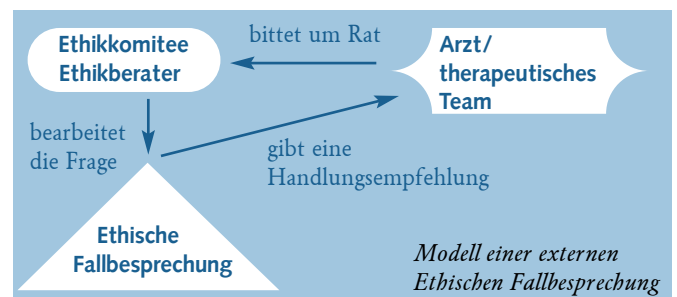 Ethikkomitee
Ethikberater
bittet um Rat
Arzt/
therapeutisches
Team
bearbeitet
die Frage
gibt eine
Handlungsempfehlung
Ethische
Fallbesprechung
Modell einer externen
Ethischen Fallbesprechung